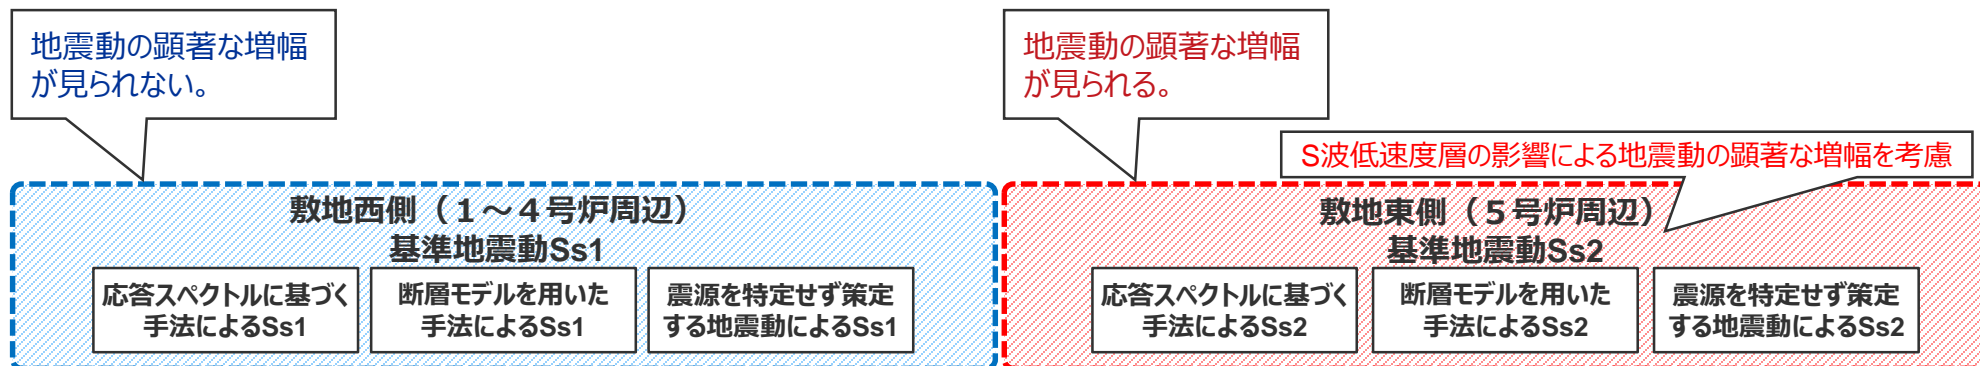 地震動の顕著な増幅
が見られない。
地震動の顕著な増幅
が見られる。
S波低速度層の影響による地震動の顕著な増幅を考慮
敷地西側（１～４号炉周辺）
基準地震動Ss1
応答スペクトルに基づく
手法によるSs1
断層モデルを用いた
手法によるSs1
震源を特定せず策定
する地震動によるSs1
敷地東側（５号炉周辺）
基準地震動Ss2
応答スペクトルに基づく
手法によるSs2
断層モデルを用いた
手法によるSs2
震源を特定せず策定
する地震動によるSs2